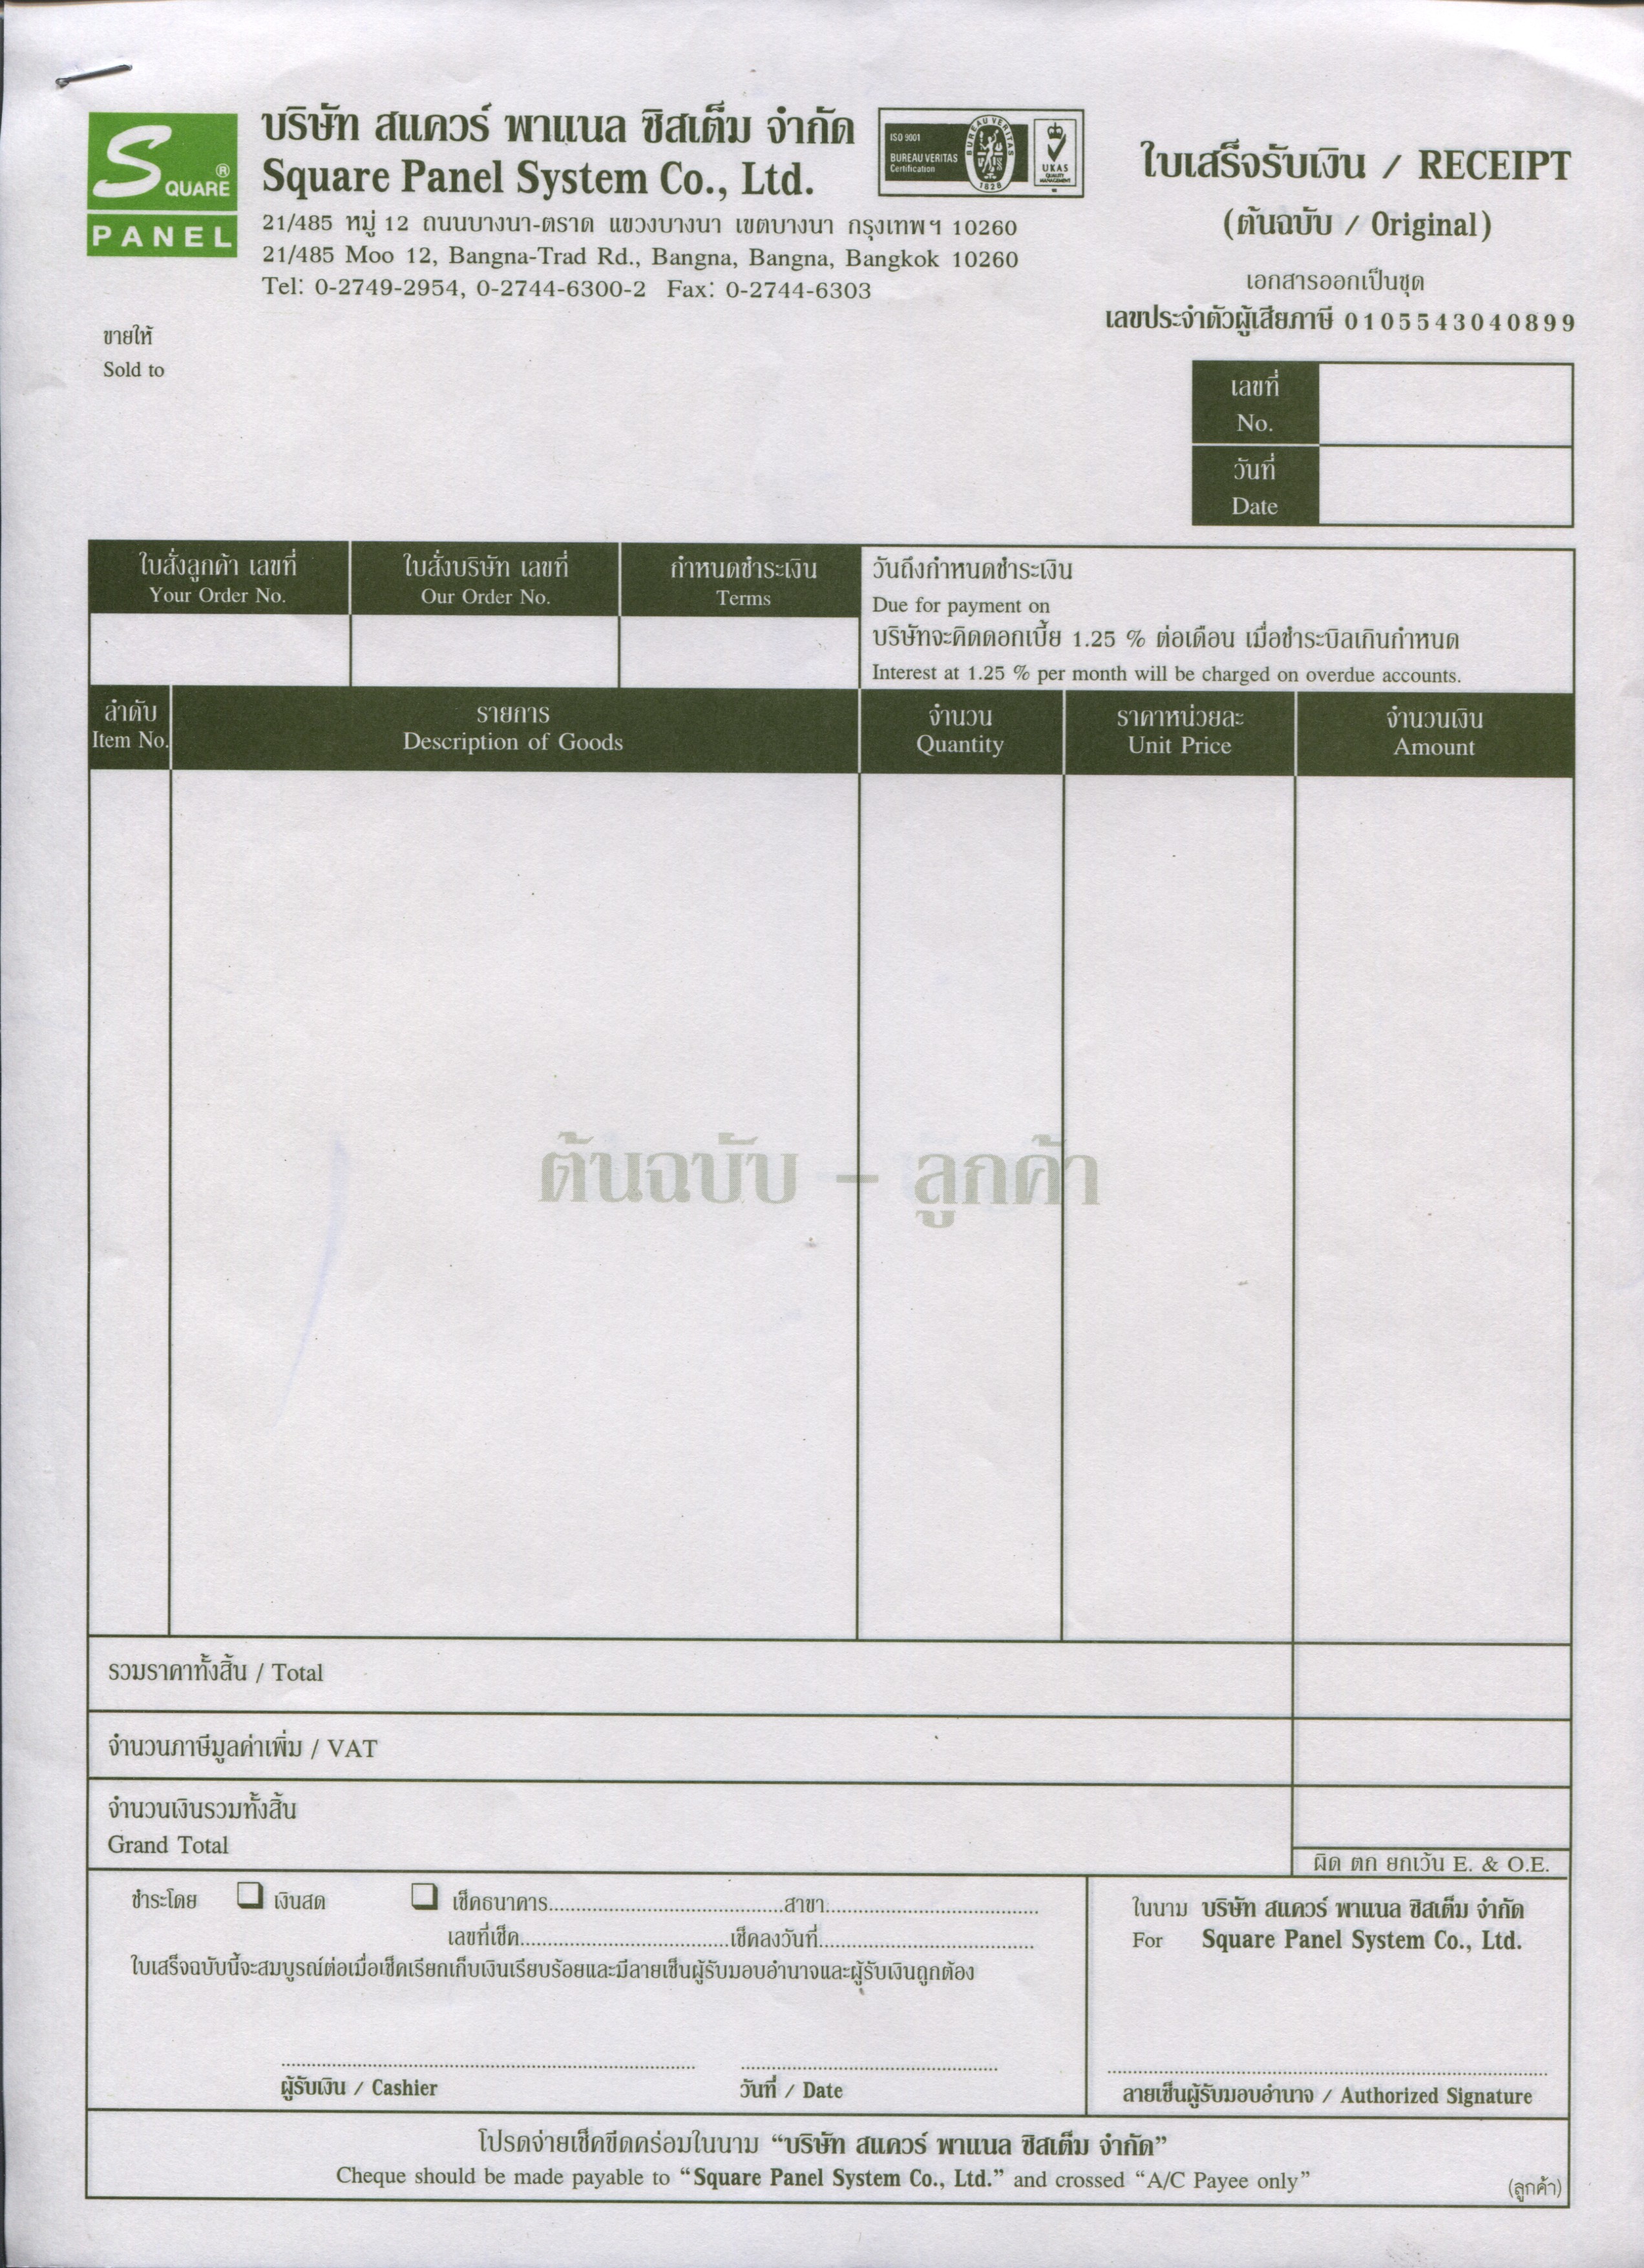 SQUARE ®
PANEL
บริษัท สแควร์ พาแนล ซิสเต็ม จำกัด
Square Panel System Co., Ltd.
21/485 หมู่ 12 ถนนบางนา-ตราด แขวงบางนา เขตบางนา กรุงเทพฯ 10260
21/485 Moo 12, Bangna-Trad Rd., Bangna, Bangna, Bangkok 10260
Tel: 0-2749-2954, 0-2744-6300-2 Fax: 0-2744-6303
ISO 9001
BUREAU VERITAS
Certification
BUREAU VERITAS
1828
UKAS
QUALITY
MANAGEMENT
ใบเสร็จรับเงิน / RECEIPT
(ต้นฉบับ / Original)
เอกสารออกเป็นชุด
เลขประจำตัวผู้เสียภาษี 0105543040899
ขายให้
Sold to
เลขที่
No.
วันที่
Date
ใบสั่งลูกค้า เลขที่
Your Order No.
ใบสั่งบริษัท เลขที่
Our Order No.
กำหนดชำระเงิน
Terms
วันถึงกำหนดชำระเงิน
Due for payment on
บริษัทจะคิดดอกเบี้ย 1.25 % ต่อเดือน เมื่อชำระบิลเกินกำหนด
Interest at 1.25 % per month will be charged on overdue accounts.
ลำดับ
Item No.
รายการ
Description of Goods
จำนวน
Quantity
ราคาหน่วยละ
Unit Price
จำนวนเงิน
Amount
ต้นฉบับ - ลูกค้า
รวมราคาทั้งสิ้น / Total
จำนวนภาษีมูลค่าเพิ่ม / VAT
จำนวนเงินรวมทั้งสิ้น
Grand Total
ผิด ตก ยกเว้น E. & O.E.
ชำระโดย เงินสด เช็คธนาคาร..........สาขา..........
เลขที่เช็ค..........เช็คลงวันที่..........
ใบเสร็จฉบับนี้จะสมบูรณ์ต่อเมื่อเช็คเรียกเก็บเงินเรียบร้อยและมีลายเซ็นผู้รับมอบอำนาจและผู้รับเงินถูกต้อง
ผู้รับเงิน / Cashier
วันที่ / Date
ในนาม บริษัท สแควร์ พาแนล ซิสเต็ม จำกัด
For Square Panel System Co., Ltd.
ลายเซ็นผู้รับมอบอำนาจ / Authorized Signature
โปรดจ่ายเช็คขีดคร่อมในนาม “บริษัท สแควร์ พาแนล ซิสเต็ม จำกัด”
Cheque should be made payable to “Square Panel System Co., Ltd.” and crossed “A/C Payee only”
(ลูกค้า)